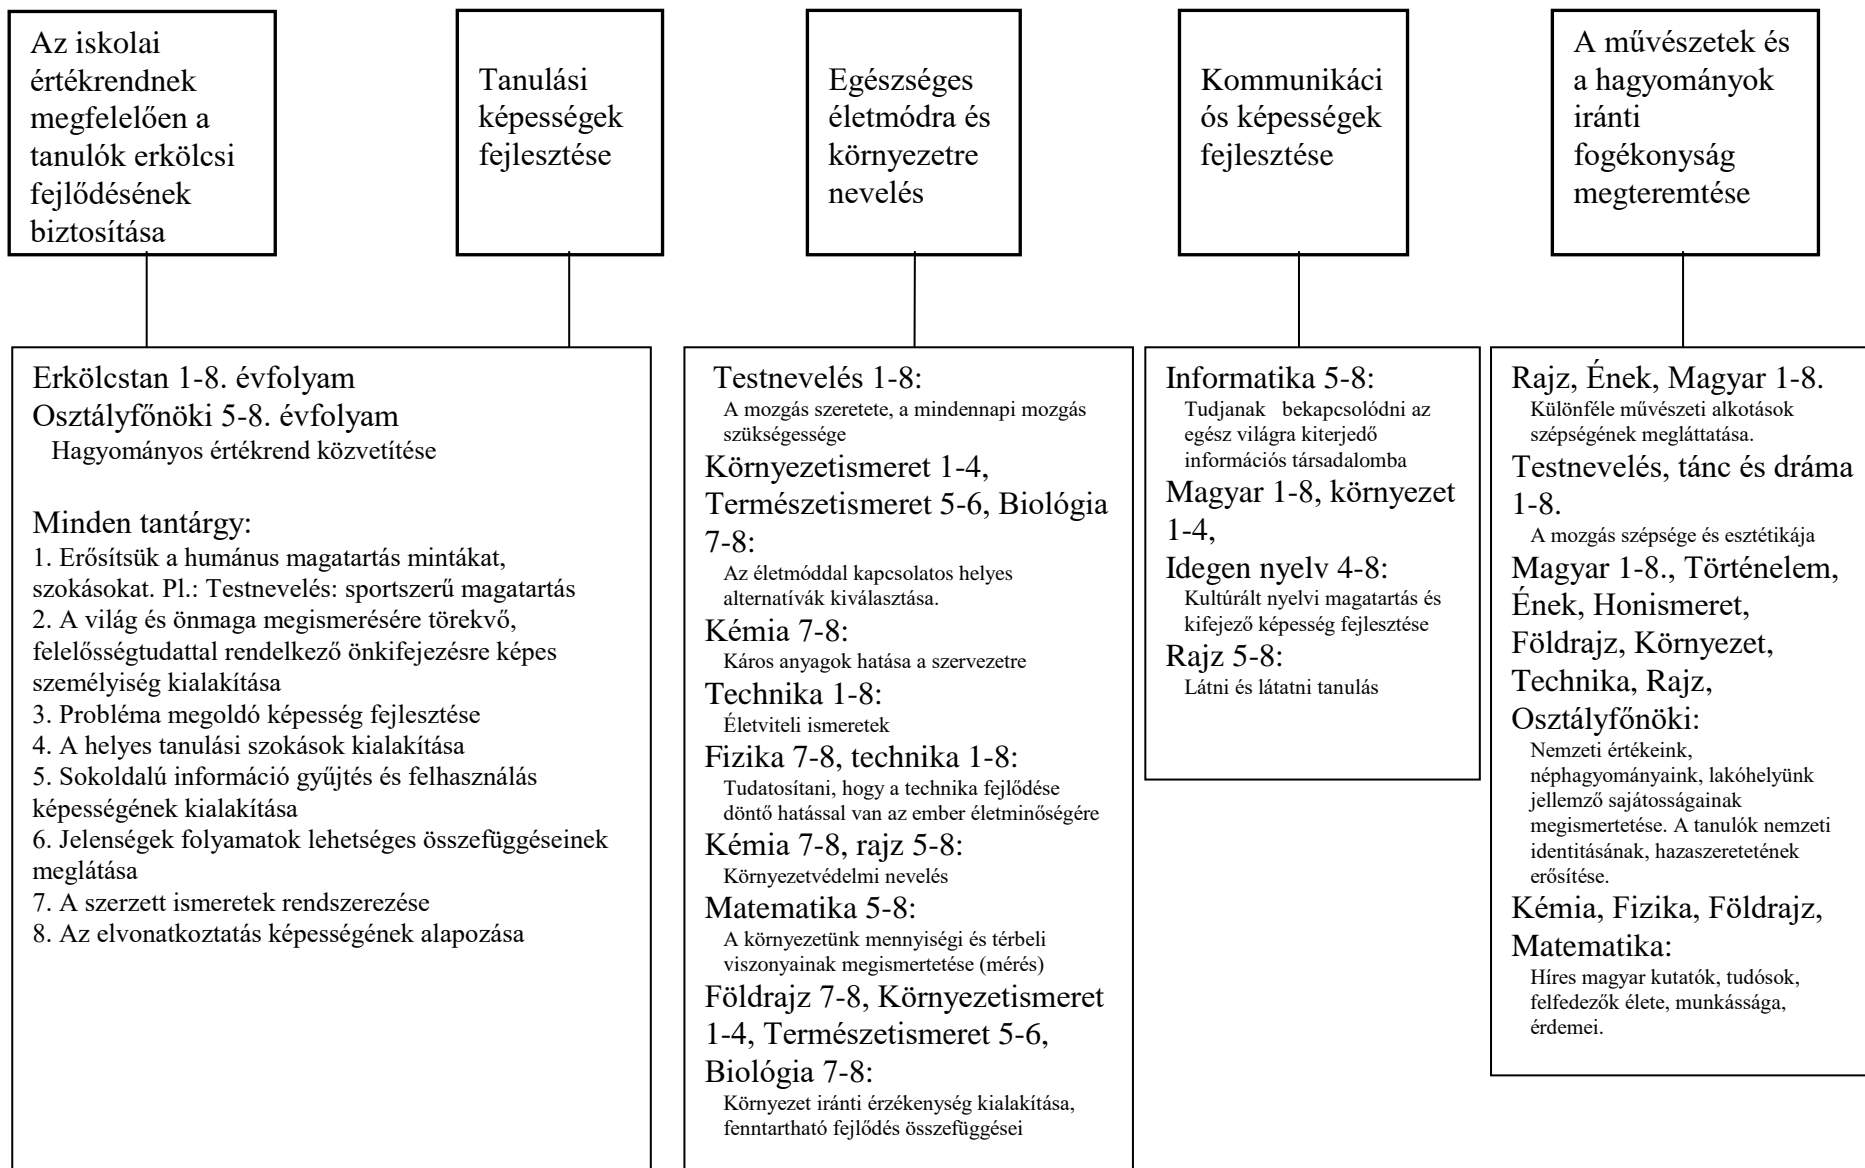 Az iskolai
értékrendnek
megfelelően a
tanulók erkölcsi
fejlődésének
biztosítása
Tanulási
képességek
fejlesztése
Egészséges
életmódra és
környezetre
nevelés
Kommunikáci
ós képességek
fejlesztése
A művészetek és
a hagyományok
iránti
fogékonyság
megteremtése
Erkölcstan 1-8. évfolyam
Osztályfőnöki 5-8. évfolyam
Hagyományos értékrend közvetítése
Minden tantárgy:
1. Erősítsük a humánus magatartás mintákat,
szokásokat. Pl.: Testnevelés: sportszerű magatartás
2. A világ és önmaga megismerésére törekvő,
felelősségtudattal rendelkező önkifejezésre képes
személyiség kialakítása
3. Probléma megoldó képesség fejlesztése
4. A helyes tanulási szokások kialakítása
5. Sokoldalú információ gyűjtés és felhasználás
képességének kialakítása
6. Jelenségek folyamatok lehetséges összefüggéseinek
meglátása
7. A szerzett ismeretek rendszerezése
8. Az elvonatkoztatás képességének alapozása
Testnevelés 1-8:
A mozgás szeretete, a mindennapi mozgás
szükségessége
Környezetismeret 1-4,
Természetismeret 5-6, Biológia
7-8:
Az életmóddal kapcsolatos helyes
alternatívák kiválasztása.
Kémia 7-8:
Káros anyagok hatása a szervezetre
Technika 1-8:
Életviteli ismeretek
Fizika 7-8, technika 1-8:
Tudatosítani, hogy a technika fejlődése
döntő hatással van az ember életminőségére
Kémia 7-8, rajz 5-8:
Környezetvédelmi nevelés
Matematika 5-8:
A környezetünk mennyiségi és térbeli
viszonyainak megismertetése (mérés)
Földrajz 7-8, Környezetismeret
1-4, Természetismeret 5-6,
Biológia 7-8:
Környezet iránti érzékenység kialakítása,
fenntartható fejlődés összefüggései
Informatika 5-8:
Tudjanak bekapcsolódni az
egész világra kiterjedő
információs társadalomba
Magyar 1-8, környezet
1-4,
Idegen nyelv 4-8:
Kultúrált nyelvi magatartás és
kifejező képesség fejlesztése
Rajz 5-8:
Látni és látatni tanulás
Rajz, Ének, Magyar 1-8.
Különféle művészeti alkotások
szépségének megláttatása.
Testnevelés, tánc és dráma
1-8.
A mozgás szépsége és esztétikája
Magyar 1-8., Történelem,
Ének, Honismeret,
Földrajz, Környezet,
Technika, Rajz,
Osztályfőnöki:
Nemzeti értékeink,
néphagyományaink, lakóhelyünk
jellemző sajátosságainak
megismertetése. A tanulók nemzeti
identitásának, hazaszeretetének
erősítése.
Kémia, Fizika, Földrajz,
Matematika:
Híres magyar kutatók, tudósok,
felfedezők élete, munkássága,
érdemei.